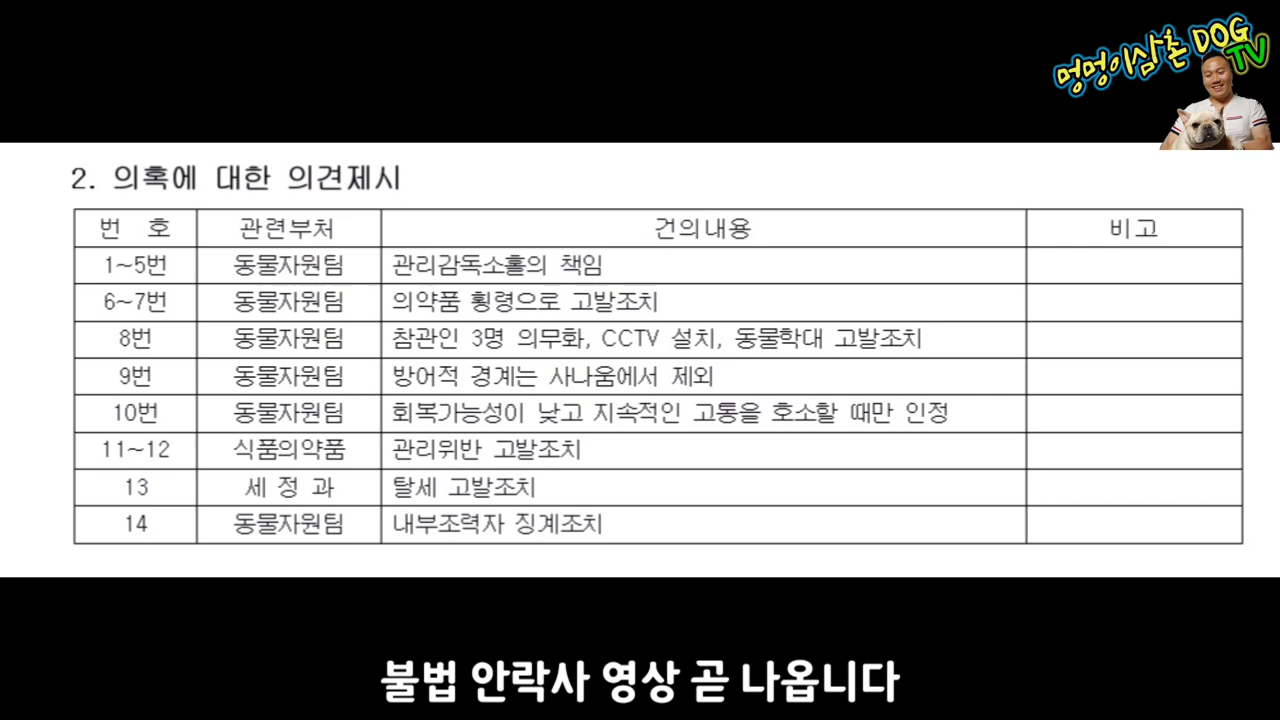 멍멍이삼촌 DOG TV
2. 의혹에 대한 의견제시
번 호 관련부처 건의내용 비고
1~5번 동물자원팀 관리감독소홀의 책임
6~7번 동물자원팀 의약품 횡령으로 고발조치
8번 동물자원팀 참관인 3명 의무화, CCTV 설치, 동물학대 고발조치
9번 동물자원팀 방어적 경계는 사나움에서 제외
10번 동물자원팀 회복가능성이 낮고 지속적인 고통을 호소할 때만 인정
11~12 식품의약품 관리위반 고발조치
13 세 정 과 탈세 고발조치
14 동물자원팀 내부조력자 징계조치
불법 안락사 영상 곧 나옵니다